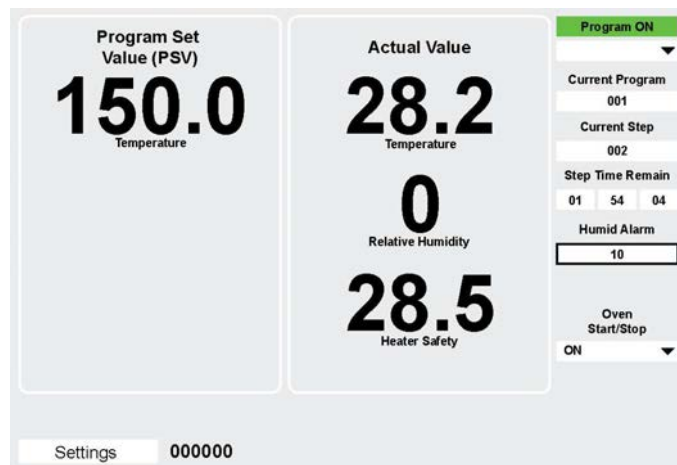 Program Set
Value (PSV)
150.0
Temperature
Actual Value
28.2
Temperature
0
Relative Humidity
28.5
Heater Safety
Program ON
Current Program
001
Current Step
002
Step Time Remain
01 54 04
Humid Alarm
10
Oven
Start/Stop
ON
Settings 000000